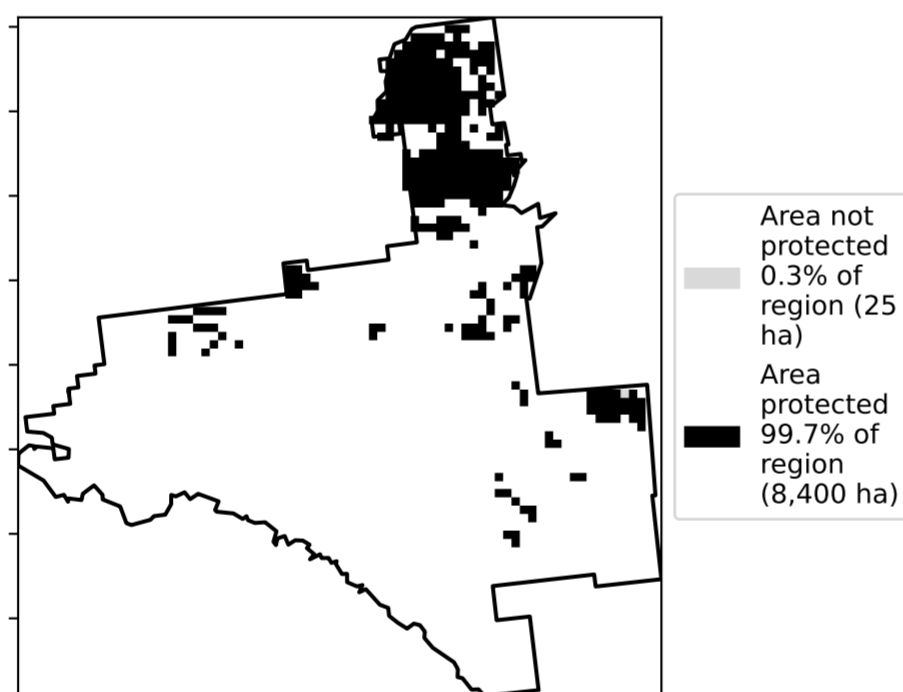 Area not
protected
0.3% of
region (25
ha)
Area
protected
99.7% of
region
(8,400 ha)